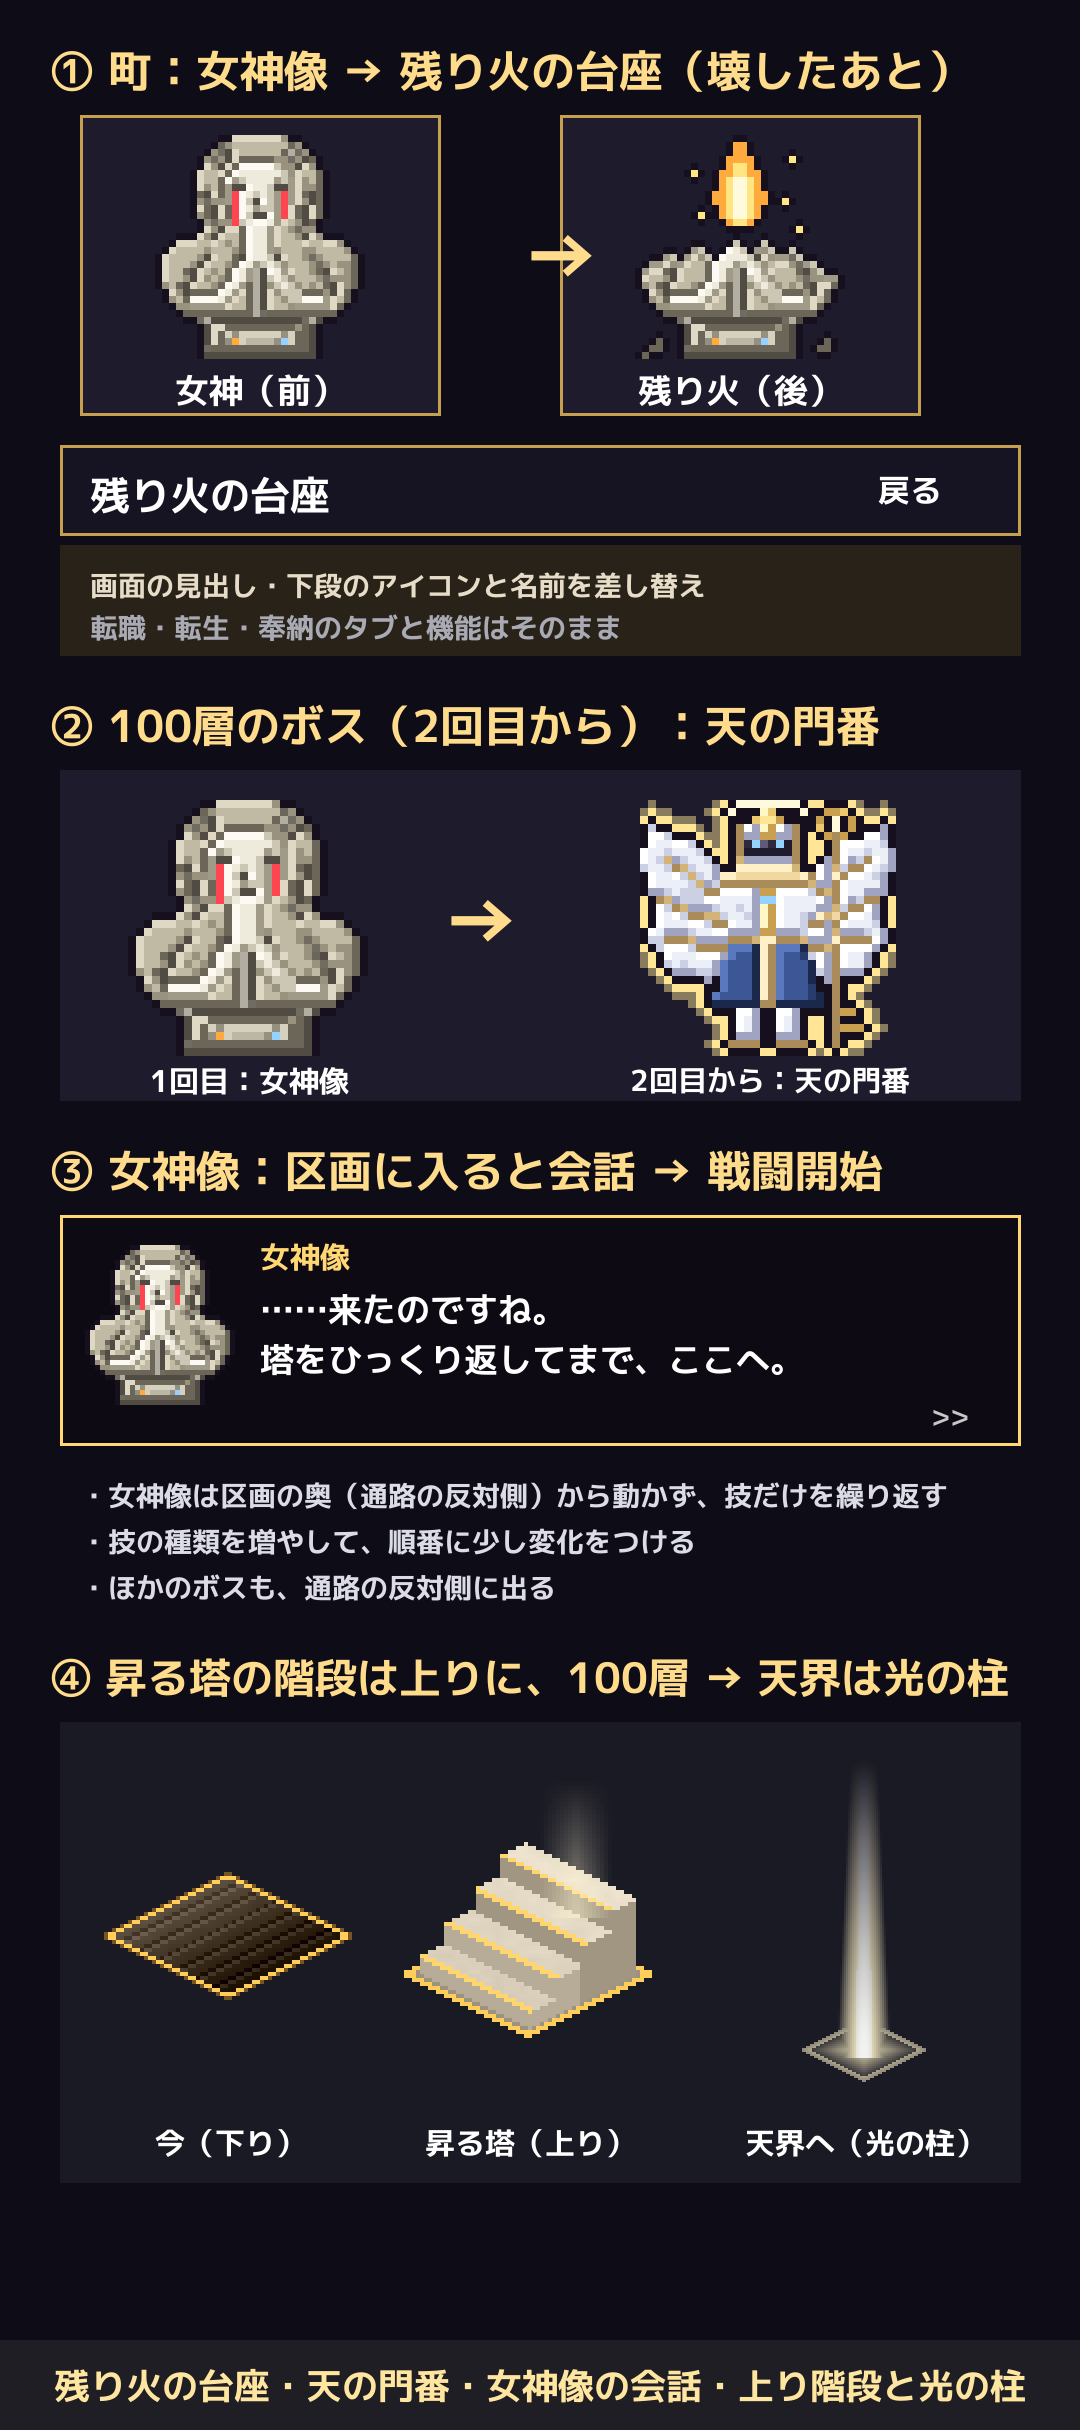 ① 町：女神像 → 残り火の台座（壊したあと）
→
女神（前）
残り火（後）
残り火の台座
戻る
画面の見出し・下段のアイコンと名前を差し替え
転職・転生・奉納のタブと機能はそのまま
② 100層のボス（2回目から）：天の門番
→
1回目：女神像
2回目から：天の門番
③ 女神像：区画に入ると会話 → 戦闘開始
女神像
……来たのですね。
塔をひっくり返してまで、ここへ。
>>
・女神像は区画の奥（通路の反対側）から動かず、技だけを繰り返す
・技の種類を増やして、順番に少し変化をつける
・ほかのボスも、通路の反対側に出る
④ 昇る塔の階段は上りに、100層 → 天界は光の柱
今（下り）
昇る塔（上り）
天界へ（光の柱）
残り火の台座・天の門番・女神像の会話・上り階段と光の柱